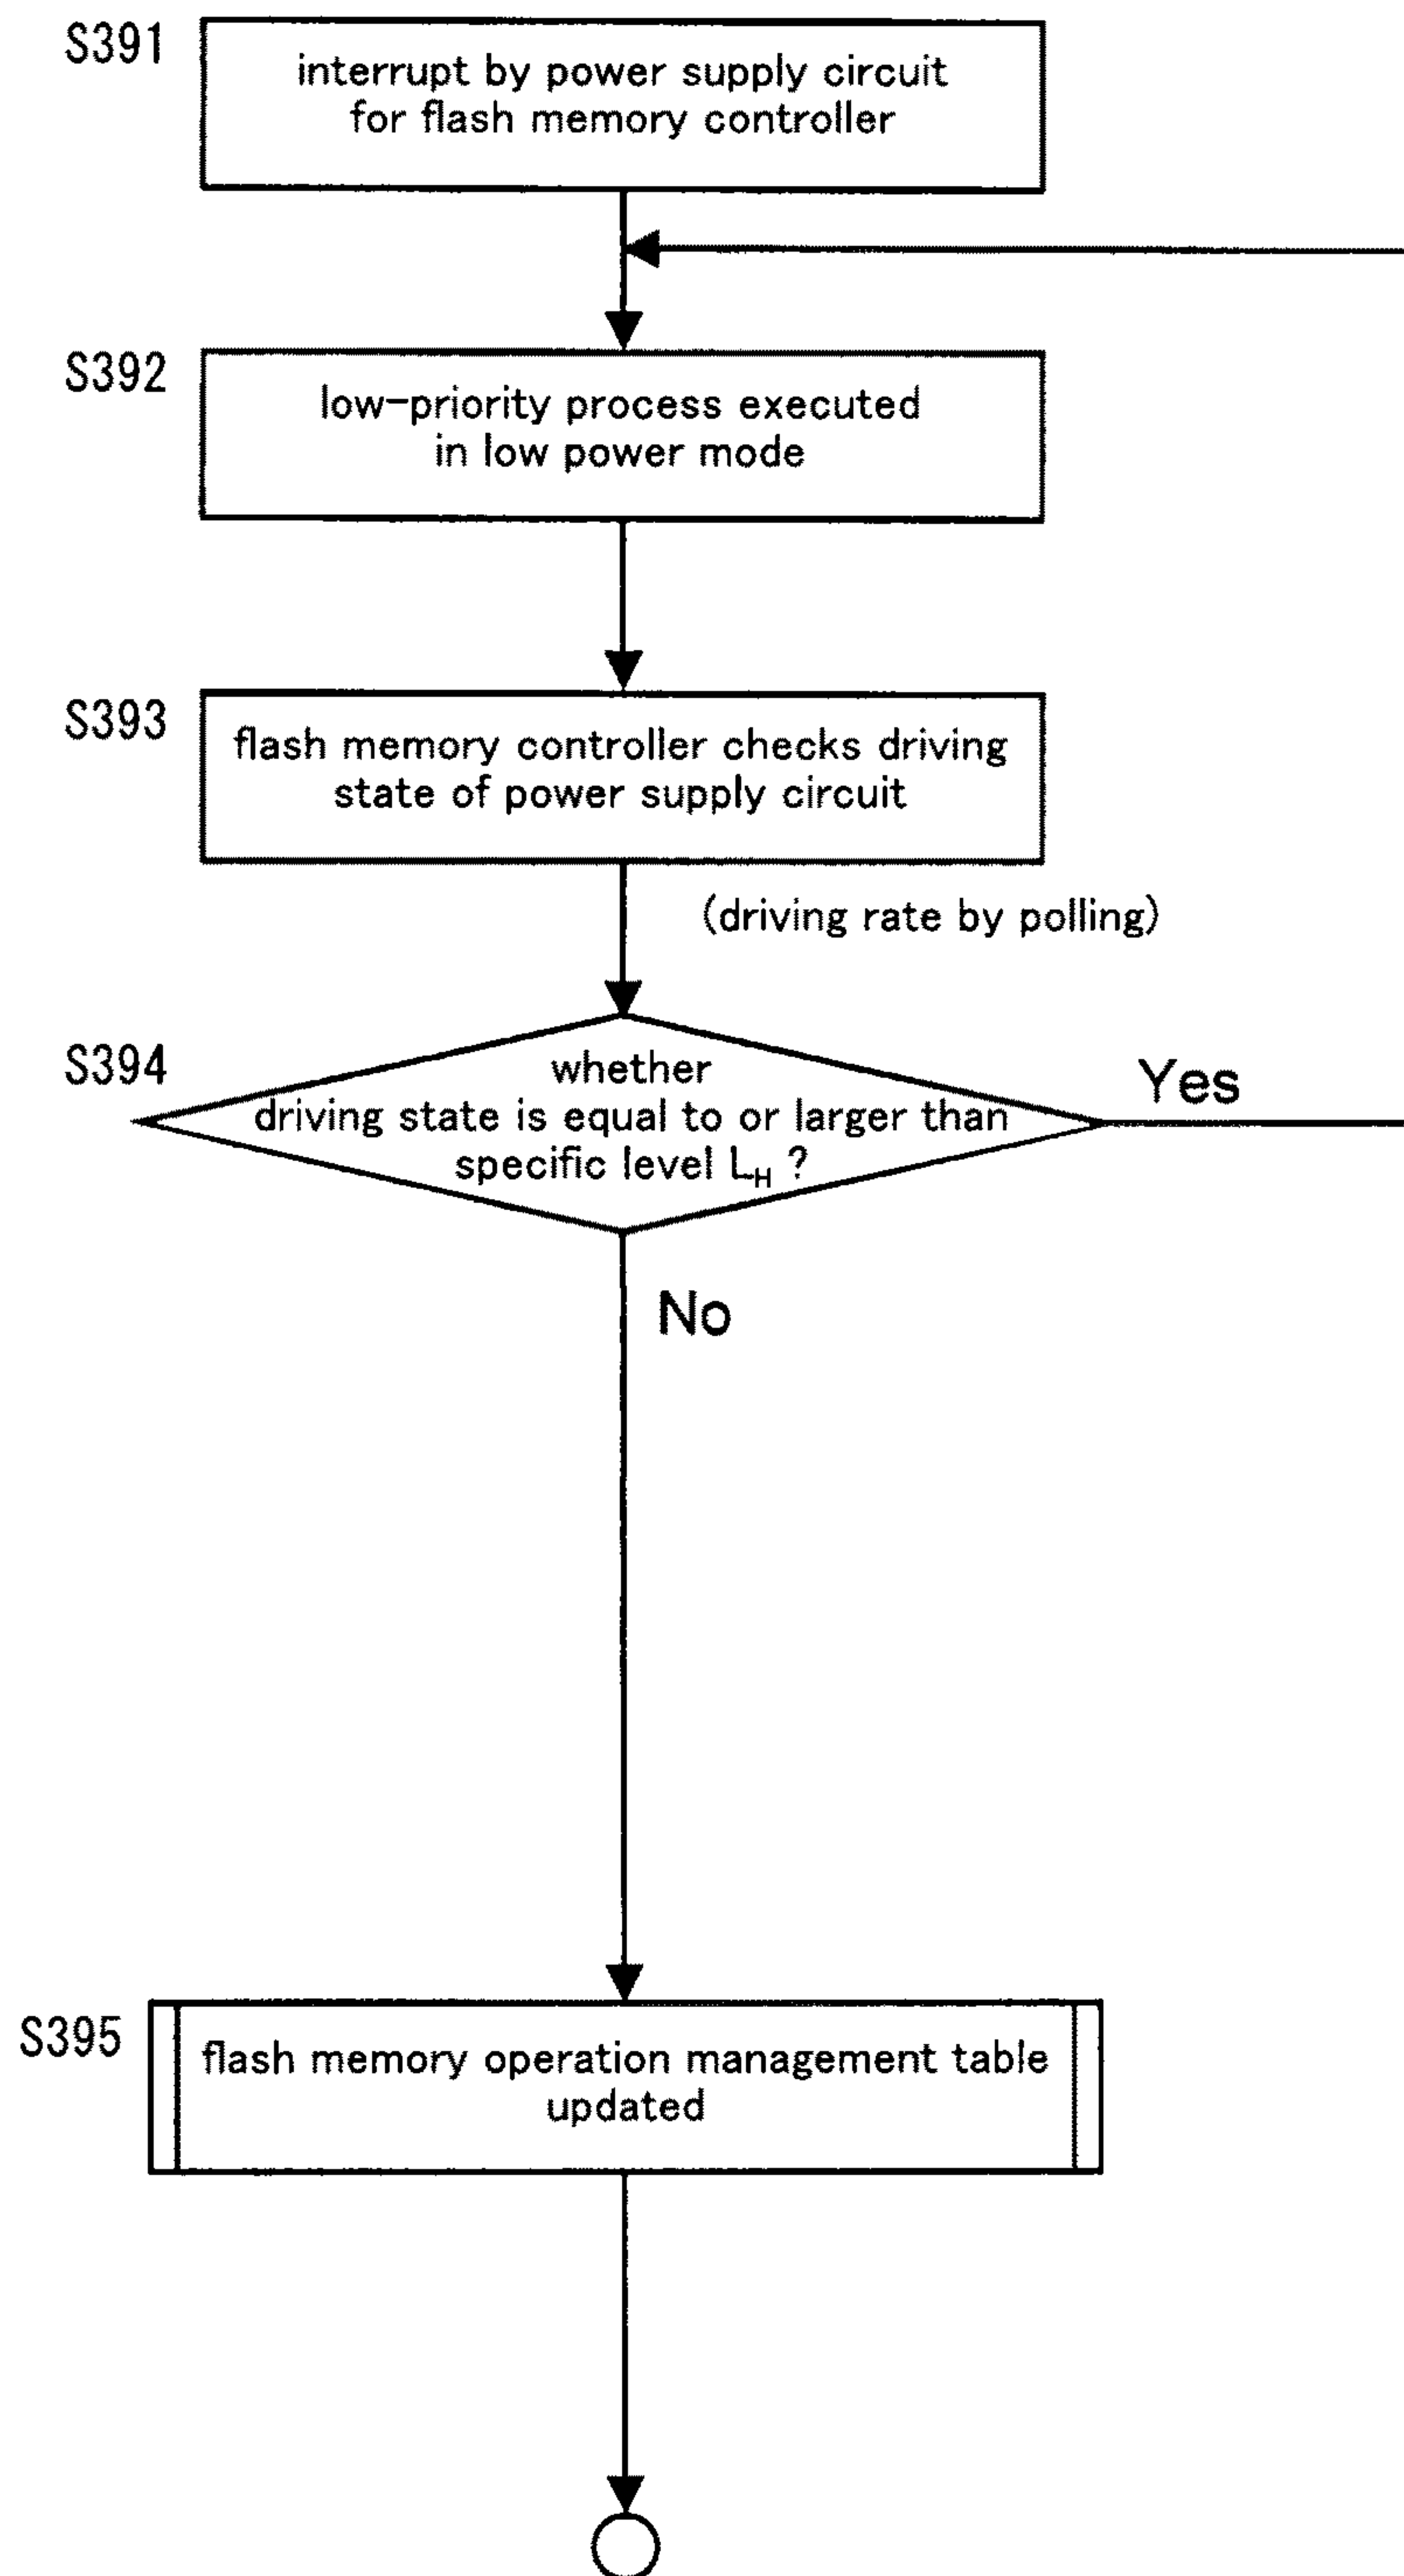 S391
interrupt by power supply circuit
for flash memory controller
S392
low-priority process executed
in low power mode
S393
flash memory controller checks driving
state of power supply circuit
(driving rate by polling)
S394
whether
driving state is equal to or larger than
specific level LH ?
Yes
No
S395
flash memory operation management table
updated